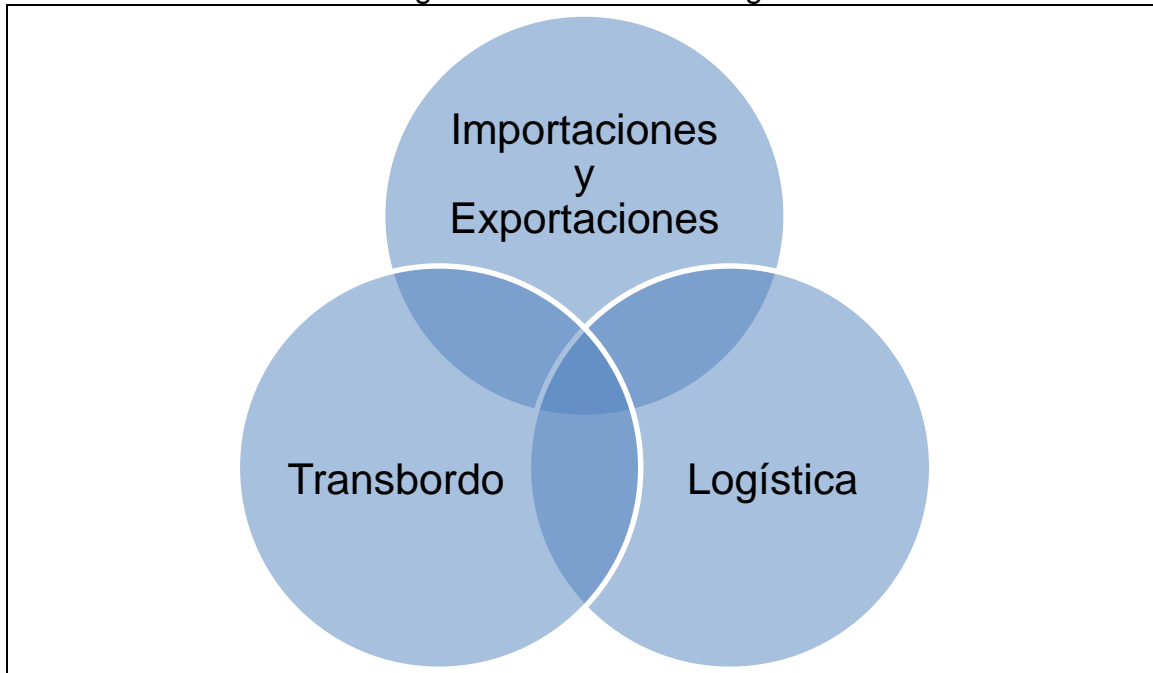 Importaciones
y
Exportaciones
Transbordo
Logística